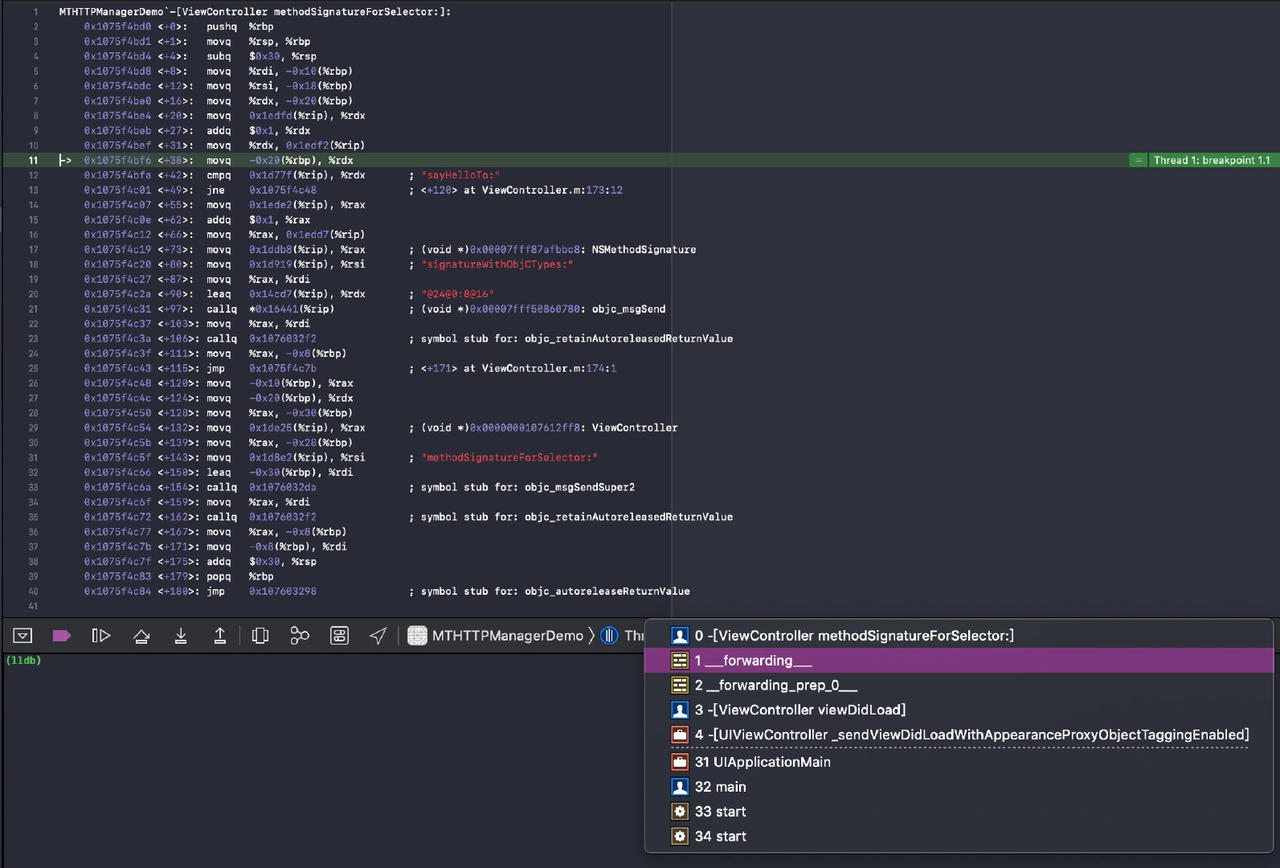 1 MTHTTPManagerDemo`-[ViewController methodSignatureForSelector:]:
2 0x1075f4bd0 <+0>: pushq %rbp
3 0x1075f4bd1 <+1>: movq %rsp, %rbp
4 0x1075f4bd4 <+4>: subq $0x30, %rsp
5 0x1075f4bd8 <+8>: movq %rdi, -0x10(%rbp)
6 0x1075f4bdc <+12>: movq %rsi, -0x18(%rbp)
7 0x1075f4be0 <+16>: movq %rdx, -0x20(%rbp)
8 0x1075f4be4 <+20>: movq 0x1edfd(%rip), %rdx
9 0x1075f4beb <+27>: addq $0x1, %rdx
10 0x1075f4bef <+31>: movq %rdx, 0x1edf2(%rip)
11 -> 0x1075f4bf6 <+38>: movq -0x20(%rbp), %rdx = Thread 1: breakpoint 1.1
12 0x1075f4bfa <+42>: cmpq 0x1d77f(%rip), %rdx ; "sayHelloTo:"
13 0x1075f4c01 <+49>: jne 0x1075f4c48 ; <+120> at ViewController.m:173:12
14 0x1075f4c07 <+55>: movq 0x1ede2(%rip), %rax
15 0x1075f4c0e <+62>: addq $0x1, %rax
16 0x1075f4c12 <+66>: movq %rax, 0x1edd7(%rip)
17 0x1075f4c19 <+73>: movq 0x1ddb8(%rip), %rax ; (void *)0x00007fff87afbbc8: NSMethodSignature
18 0x1075f4c20 <+80>: movq 0x1d919(%rip), %rsi ; "signatureWithObjCTypes:"
19 0x1075f4c27 <+87>: movq %rax, %rdi
20 0x1075f4c2a <+90>: leaq 0x14cd7(%rip), %rdx ; "@24@0:8@16"
21 0x1075f4c31 <+97>: callq *0x16441(%rip) ; (void *)0x00007fff50860780: objc_msgSend
22 0x1075f4c37 <+103>: movq %rax, %rdi
23 0x1075f4c3a <+106>: callq 0x1076032f2 ; symbol stub for: objc_retainAutoreleasedReturnValue
24 0x1075f4c3f <+111>: movq %rax, -0x8(%rbp)
25 0x1075f4c43 <+115>: jmp 0x1075f4c7b ; <+171> at ViewController.m:174:1
26 0x1075f4c48 <+120>: movq -0x10(%rbp), %rax
27 0x1075f4c4c <+124>: movq -0x20(%rbp), %rdx
28 0x1075f4c50 <+128>: movq %rax, -0x30(%rbp)
29 0x1075f4c54 <+132>: movq 0x1de25(%rip), %rax ; (void *)0x0000000107612ff8: ViewController
30 0x1075f4c5b <+139>: movq %rax, -0x28(%rbp)
31 0x1075f4c5f <+143>: movq 0x1d8e2(%rip), %rsi ; "methodSignatureForSelector:"
32 0x1075f4c66 <+150>: leaq -0x30(%rbp), %rdi
33 0x1075f4c6a <+154>: callq 0x1076032da ; symbol stub for: objc_msgSendSuper2
34 0x1075f4c6f <+159>: movq %rax, %rdi
35 0x1075f4c72 <+162>: callq 0x1076032f2 ; symbol stub for: objc_retainAutoreleasedReturnValue
36 0x1075f4c77 <+167>: movq %rax, -0x8(%rbp)
37 0x1075f4c7b <+171>: movq -0x8(%rbp), %rdi
38 0x1075f4c7f <+175>: addq $0x30, %rsp
39 0x1075f4c83 <+179>: popq %rbp
40 0x1075f4c84 <+180>: jmp 0x107603298 ; symbol stub for: objc_autoreleaseReturnValue
41
MTHTTPManagerDemo Thr
(lldb)
0 -[ViewController methodSignatureForSelector:]
1 ___forwarding___
2 __forwarding_prep_0___
3 -[ViewController viewDidLoad]
4 -[UIViewController _sendViewDidLoadWithAppearanceProxyObjectTaggingEnabled]
31 UIApplicationMain
32 main
33 start
34 start